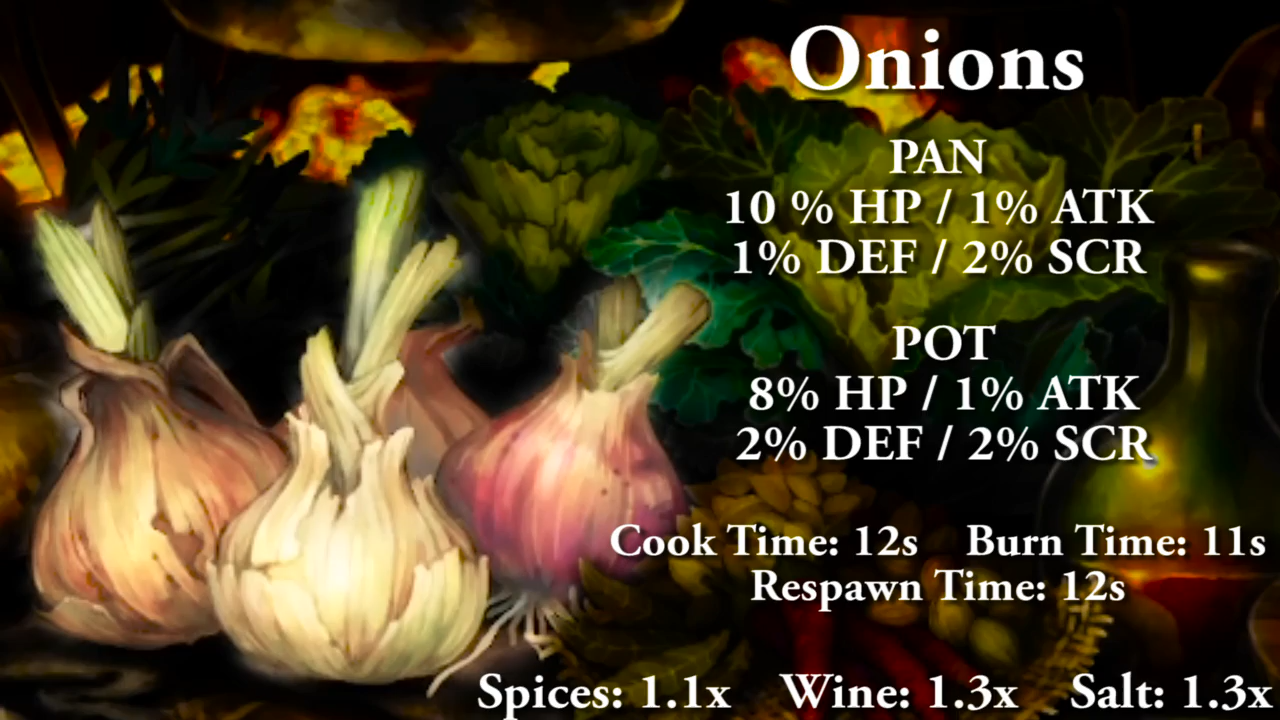 Onions
PAN
10 % HP / 1% ATK
1% DEF / 2% SCR
POT
8% HP / 1% ATK
2% DEF / 2% SCR
Cook Time: 12s Burn Time: 11s
Respawn Time: 12s
Spices: 1.1x Wine: 1.3x Salt: 1.3x